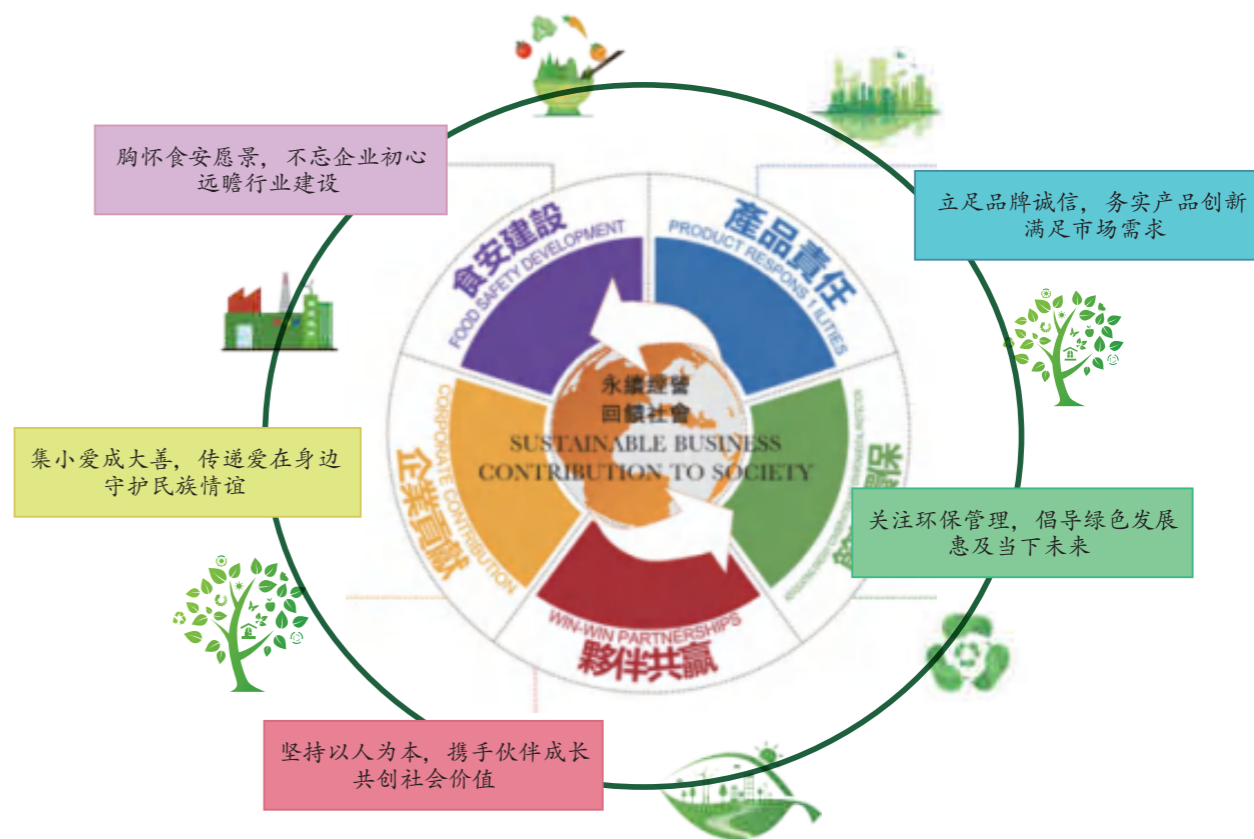 胸怀食安愿景，不忘企业初心
远瞻行业建设
立足品牌诚信，务实产品创新
满足市场需求
食安建設
FOOD SAFETY DEVELOPMENT
產品責任
PRODUCT RESPONS 1 ILITIES
永續經營
回饋社會
SUSTAINABLE BUSINESS
CONTRIBUTION TO SOCIETY
集小爱成大善，传递爱在身边
守护民族情谊
企業貢獻
CORPORATE CONTRIBUTION
关注环保管理，倡导绿色发展
惠及当下未来
WIN-WIN PARTNERSHIPS
夥伴共贏
坚持以人为本，携手伙伴成长
共创社会价值